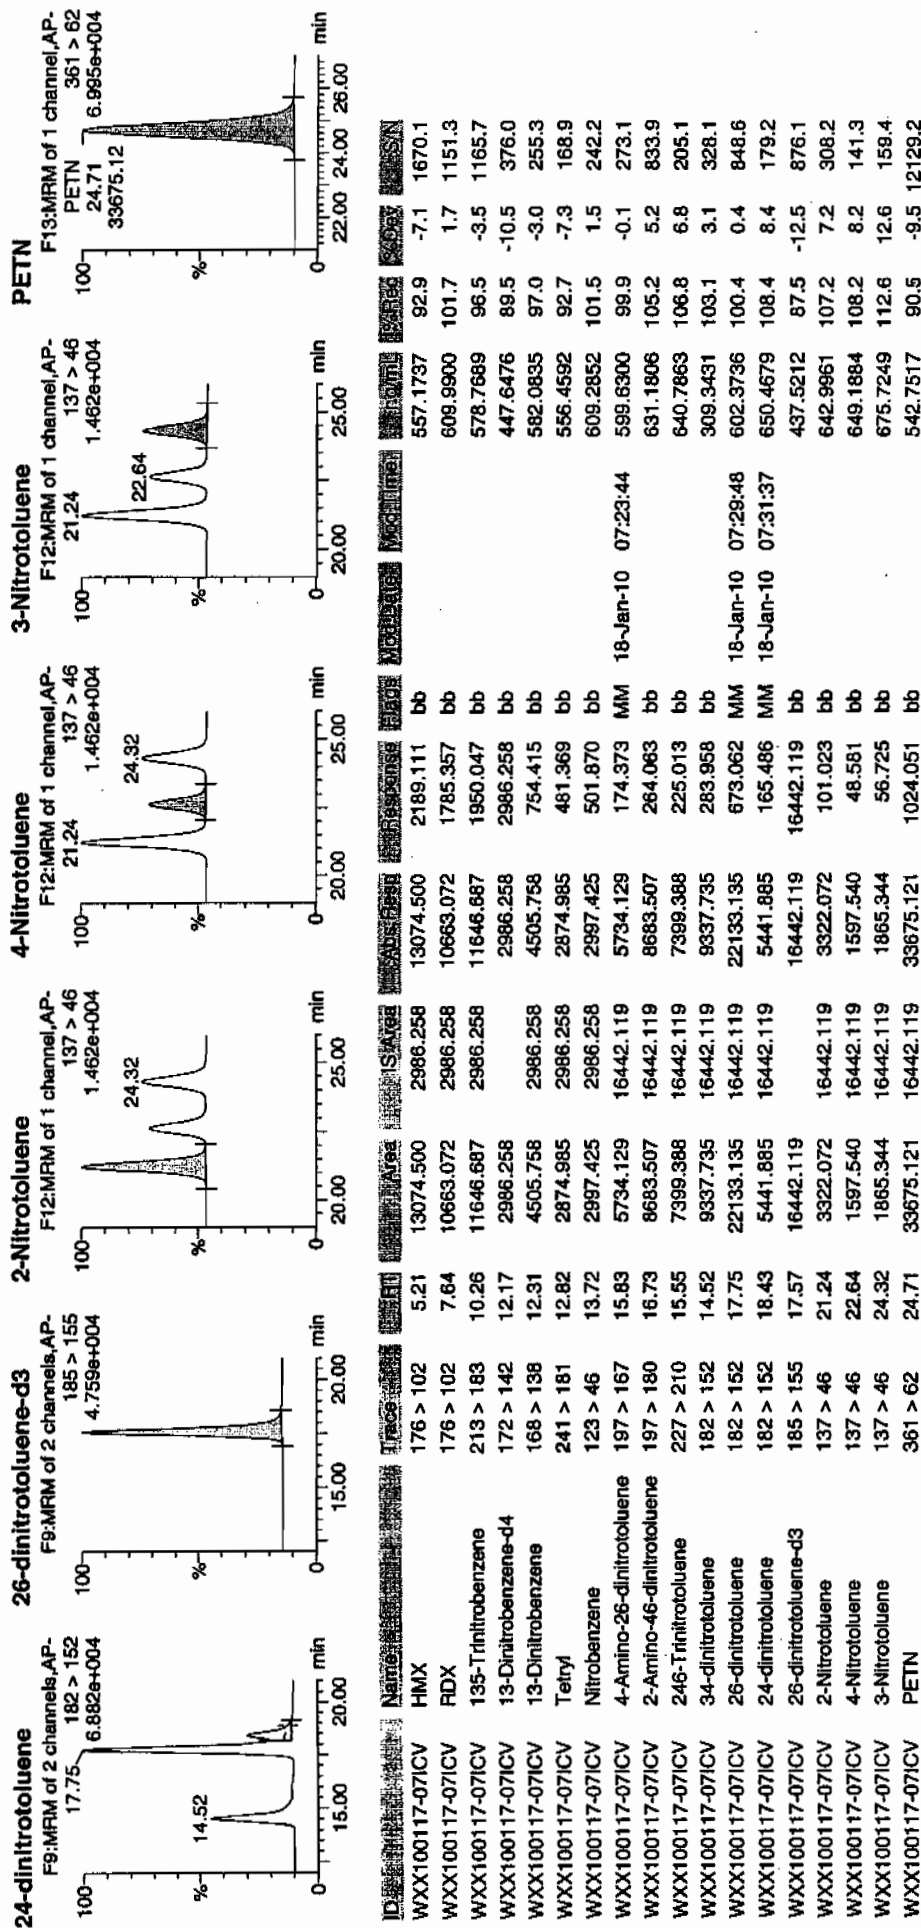 24-dinitrotoluene
F9:MRM of 2 channels,AP-
182 > 152
6.882e+004
17.75
14.52
100
%
0
15.00 20.00 min
26-dinitrotoluene-d3
F9:MRM of 2 channels,AP-
185 > 155
4.759e+004
100
%
0
15.00 20.00 min
2-Nitrotoluene
F12:MRM of 1 channel,AP-
137 > 46
1.462e+004
24.32
100
%
0
20.00 25.00 min
4-Nitrotoluene
F12:MRM of 1 channel,AP-
137 > 46
1.462e+004
21.24
24.32
100
%
0
20.00 25.00 min
3-Nitrotoluene
F12:MRM of 1 channel,AP-
137 > 46
1.462e+004
21.24
22.64
100
%
0
20.00 25.00 min
PETN
F13:MRM of 1 channel,AP-
361 > 62
6.995e+004
PETN
24.71
33675.12
100
%
0
22.00 24.00 26.00 min
ID Name Trace RT Area IS Area Abs.Resp Response Flags Mod.Date Mod.Time ng/mL %Rec %Dev S/N
WXX100117-07ICV HMX 176 > 102 5.21 13074.500 2986.258 13074.500 2189.111 bb 557.1737 92.9 -7.1 1670.1
WXX100117-07ICV RDX 176 > 102 7.64 10663.072 2986.258 10663.072 1785.357 bb 609.9900 101.7 1.7 1151.3
WXX100117-07ICV 135-Trinitrobenzene 213 > 183 10.26 11646.687 2986.258 11646.687 1950.047 bb 578.7689 96.5 -3.5 1165.7
WXX100117-07ICV 13-Dinitrobenzene-d4 172 > 142 12.17 2986.258 2986.258 2986.258 bb 447.6476 89.5 -10.5 376.0
WXX100117-07ICV 13-Dinitrobenzene 168 > 138 12.31 4505.758 2986.258 4505.758 754.415 bb 582.0835 97.0 -3.0 255.3
WXX100117-07ICV Tetryl 241 > 181 12.82 2874.985 2986.258 2874.985 481.369 bb 556.4592 92.7 -7.3 168.9
WXX100117-07ICV Nitrobenzene 123 > 46 13.72 2997.425 2986.258 2997.425 501.870 bb 609.2852 101.5 1.5 242.2
WXX100117-07ICV 4-Amino-26-dinitrotoluene 197 > 167 15.83 5734.129 16442.119 5734.129 174.373 MM 18-Jan-10 07:23:44 599.6300 99.9 -0.1 273.1
WXX100117-07ICV 2-Amino-46-dinitrotoluene 197 > 180 16.73 8683.507 16442.119 8683.507 264.063 bb 631.1806 105.2 5.2 833.9
WXX100117-07ICV 246-Trinitrotoluene 227 > 210 15.55 7399.388 16442.119 7399.388 225.013 bb 640.7863 106.8 6.8 205.1
WXX100117-07ICV 34-dinitrotoluene 182 > 152 14.52 9337.735 16442.119 9337.735 283.958 bb 309.3431 103.1 3.1 328.1
WXX100117-07ICV 26-dinitrotoluene 182 > 152 17.75 22133.135 16442.119 22133.135 673.062 MM 18-Jan-10 07:29:48 602.3736 100.4 0.4 848.6
WXX100117-07ICV 24-dinitrotoluene 182 > 152 18.43 5441.885 16442.119 5441.885 165.486 MM 18-Jan-10 07:31:37 650.4679 108.4 8.4 179.2
WXX100117-07ICV 26-dinitrotoluene-d3 185 > 155 17.57 16442.119 16442.119 16442.119 bb 437.5212 87.5 -12.5 876.1
WXX100117-07ICV 2-Nitrotoluene 137 > 46 21.24 3322.072 16442.119 3322.072 101.023 bb 642.9961 107.2 7.2 308.2
WXX100117-07ICV 4-Nitrotoluene 137 > 46 22.64 1597.540 16442.119 1597.540 48.581 bb 649.1884 108.2 8.2 141.3
WXX100117-07ICV 3-Nitrotoluene 137 > 46 24.32 1865.344 16442.119 1865.344 56.725 bb 675.7249 112.6 12.6 159.4
WXX100117-07ICV PETN 361 > 62 24.71 33675.121 16442.119 33675.121 1024.051 bb 542.7517 90.5 -9.5 12129.2